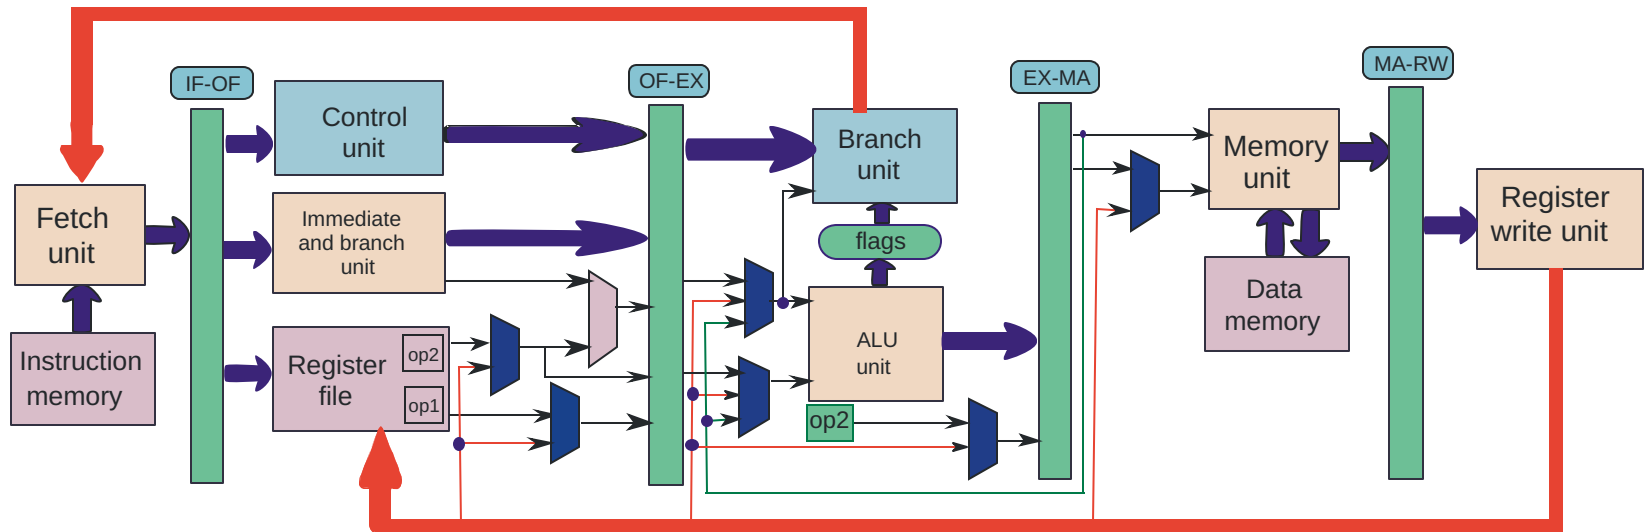 IF-OF
OF-EX
EX-MA
MA-RW
Control
unit
Branch
unit
Memory
unit
Fetch
unit
Immediate
and branch
unit
flags
Register
write unit
Instruction
memory
Register
file
op2
op1
ALU
unit
op2
Data
memory